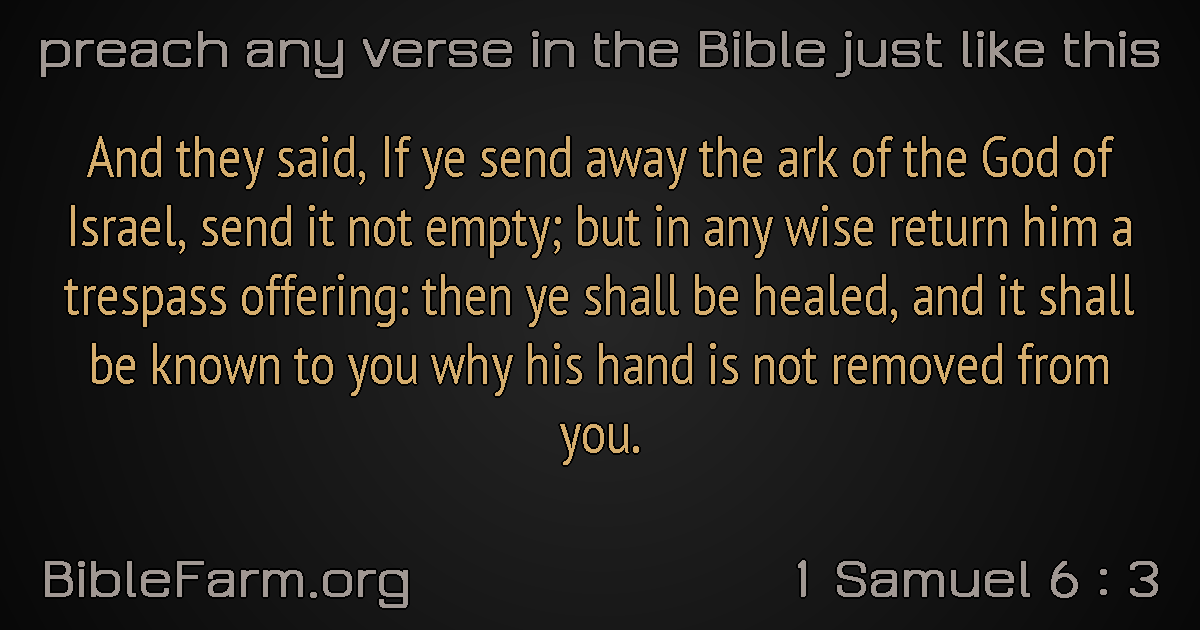 preach any verse in the Bible just like this
And they said, If ye send away the ark of the God of
Israel, send it not empty; but in any wise return him a
trespass offering: then ye shall be healed, and it shall
be known to you why his hand is not removed from
you.
BibleFarm.org
1 Samuel 6 : 3